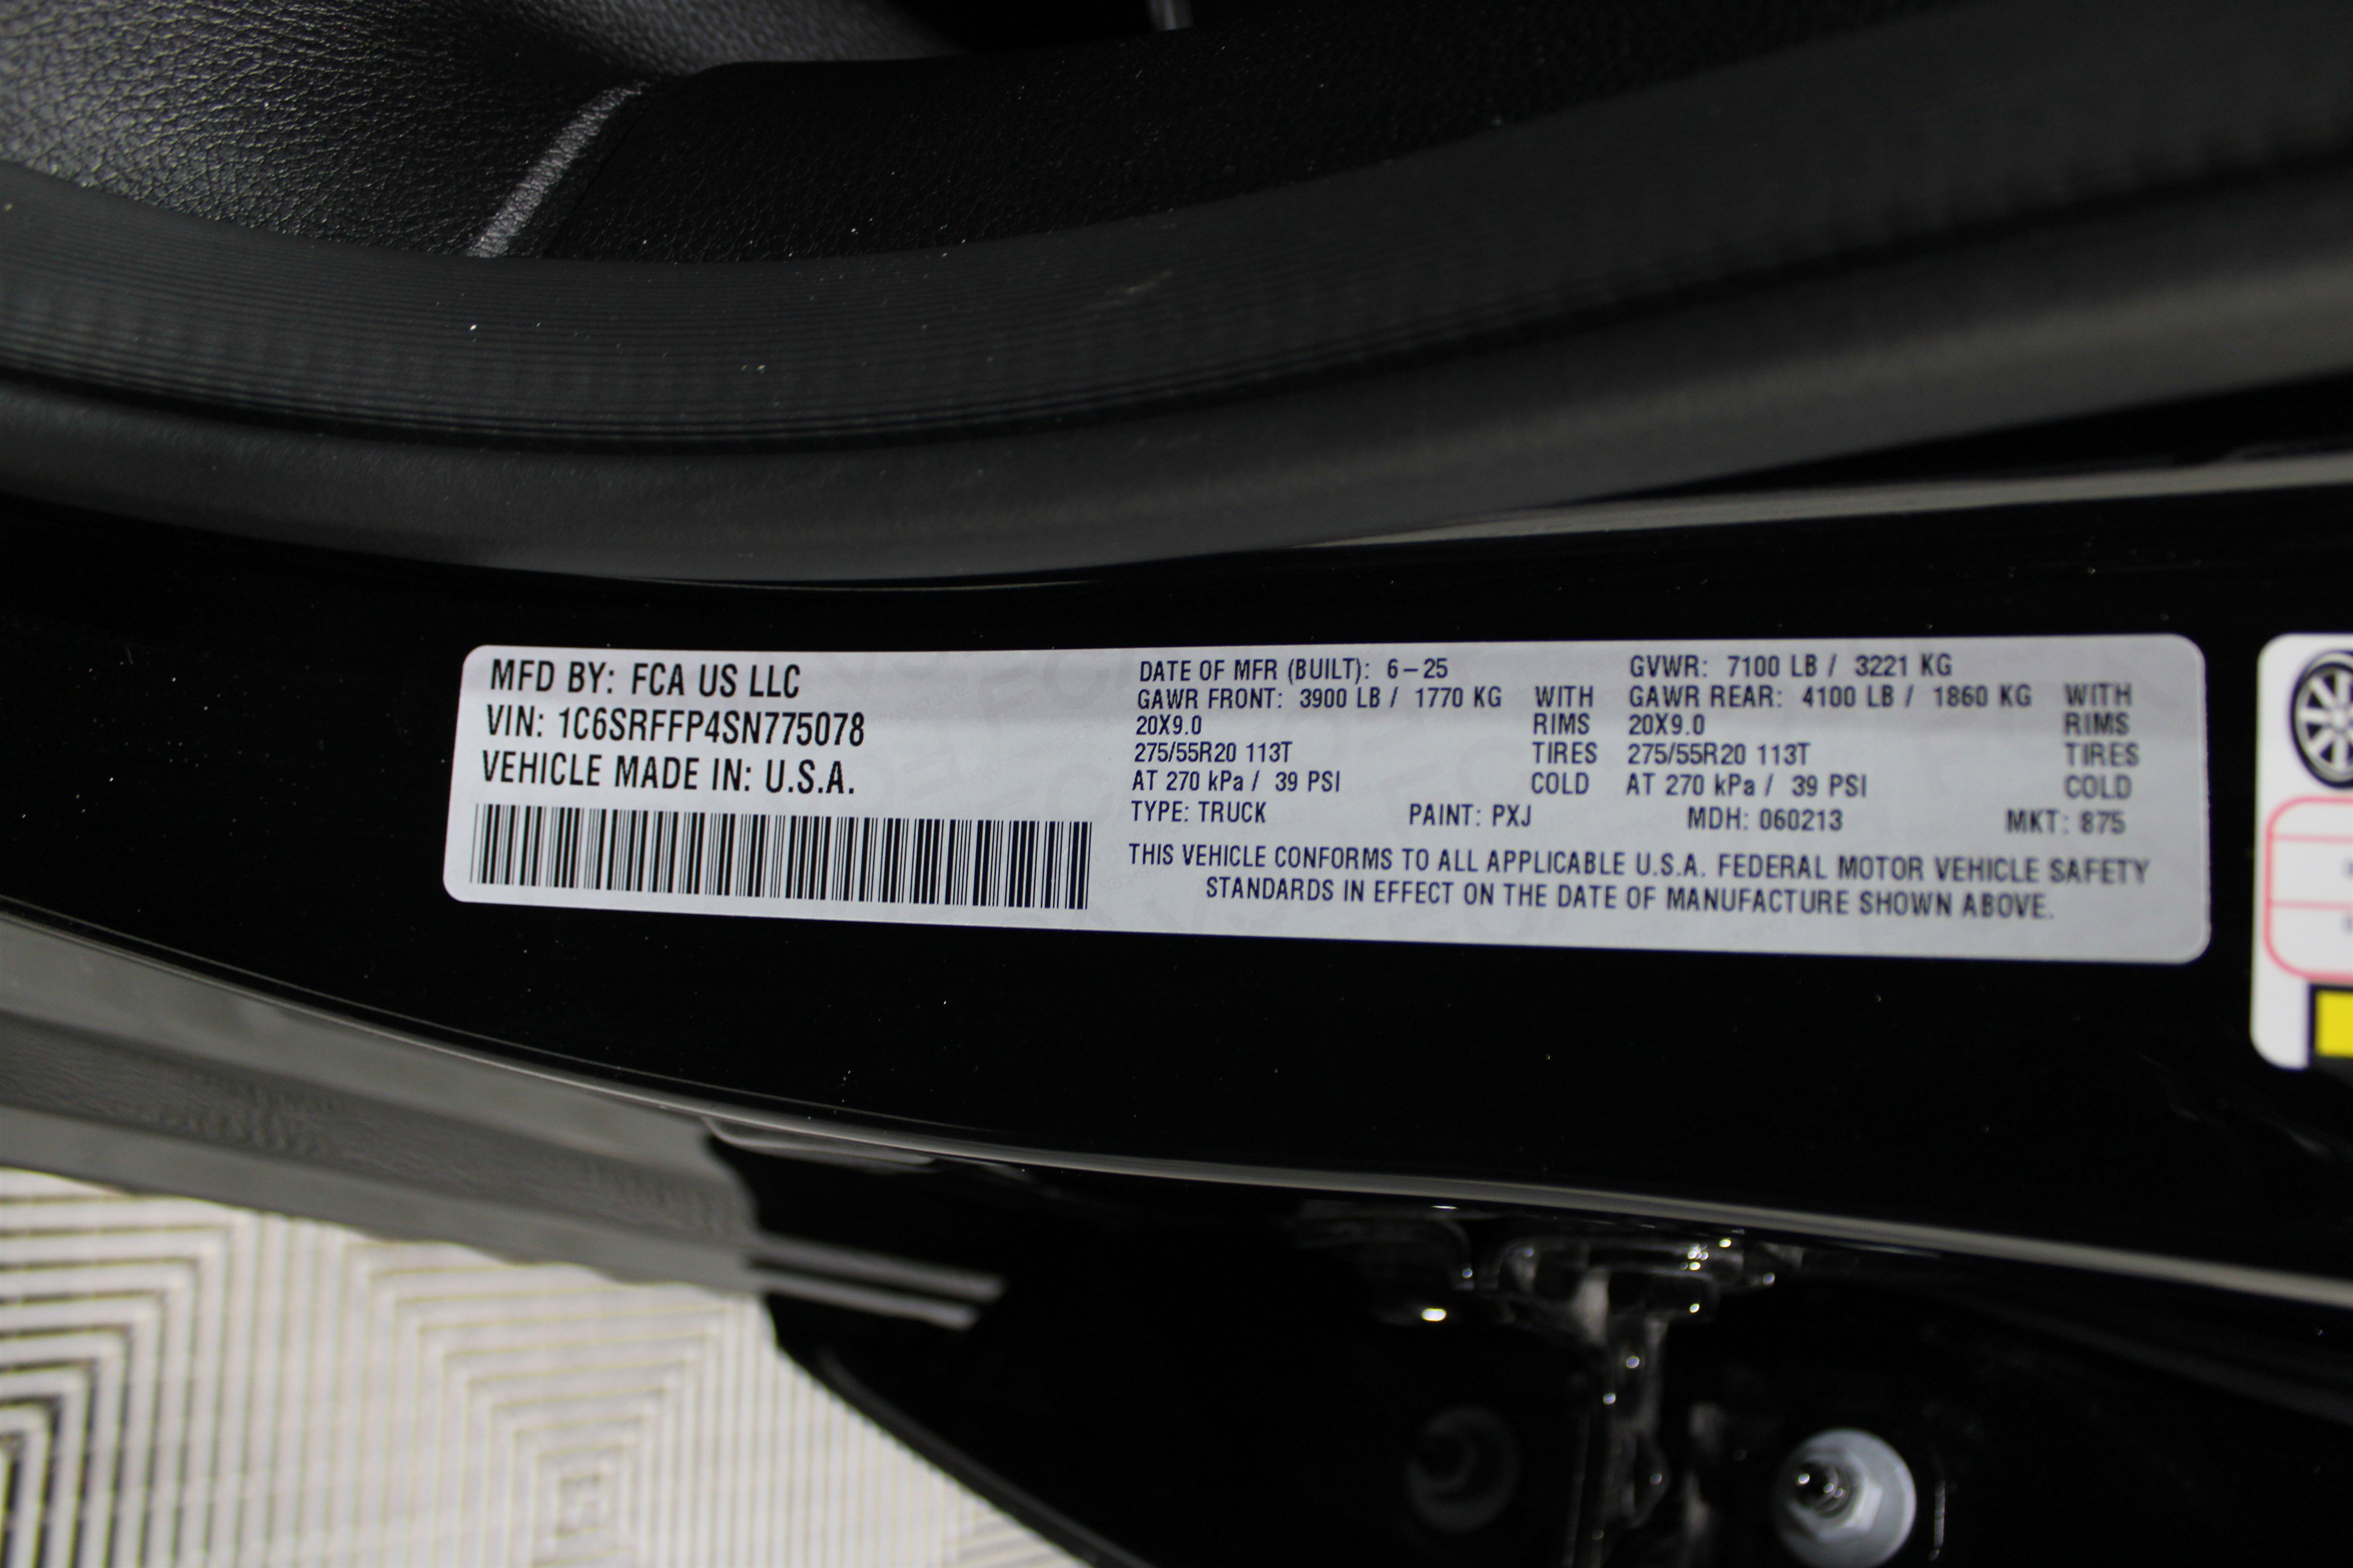 MFD BY: FCA US LLC
VIN: 1C6SRFFP4SN775078
VEHICLE MADE IN: U.S.A.
DATE OF MFR (BUILT): 6-25 GVWR: 7100 LB / 3221 KG
GAWR FRONT: 3900 LB / 1770 KG WITH GAWR REAR: 4100 LB / 1860 KG WITH
20X9.0 RIMS 20X9.0 RIMS
275/55R20 113T TIRES 275/55R20 113T TIRES
AT 270 kPa / 39 PSI COLD AT 270 kPa / 39 PSI COLD
TYPE: TRUCK PAINT: PXJ MDH: 060213 MKT: 875
THIS VEHICLE CONFORMS TO ALL APPLICABLE U.S.A. FEDERAL MOTOR VEHICLE SAFETY
STANDARDS IN EFFECT ON THE DATE OF MANUFACTURE SHOWN ABOVE.